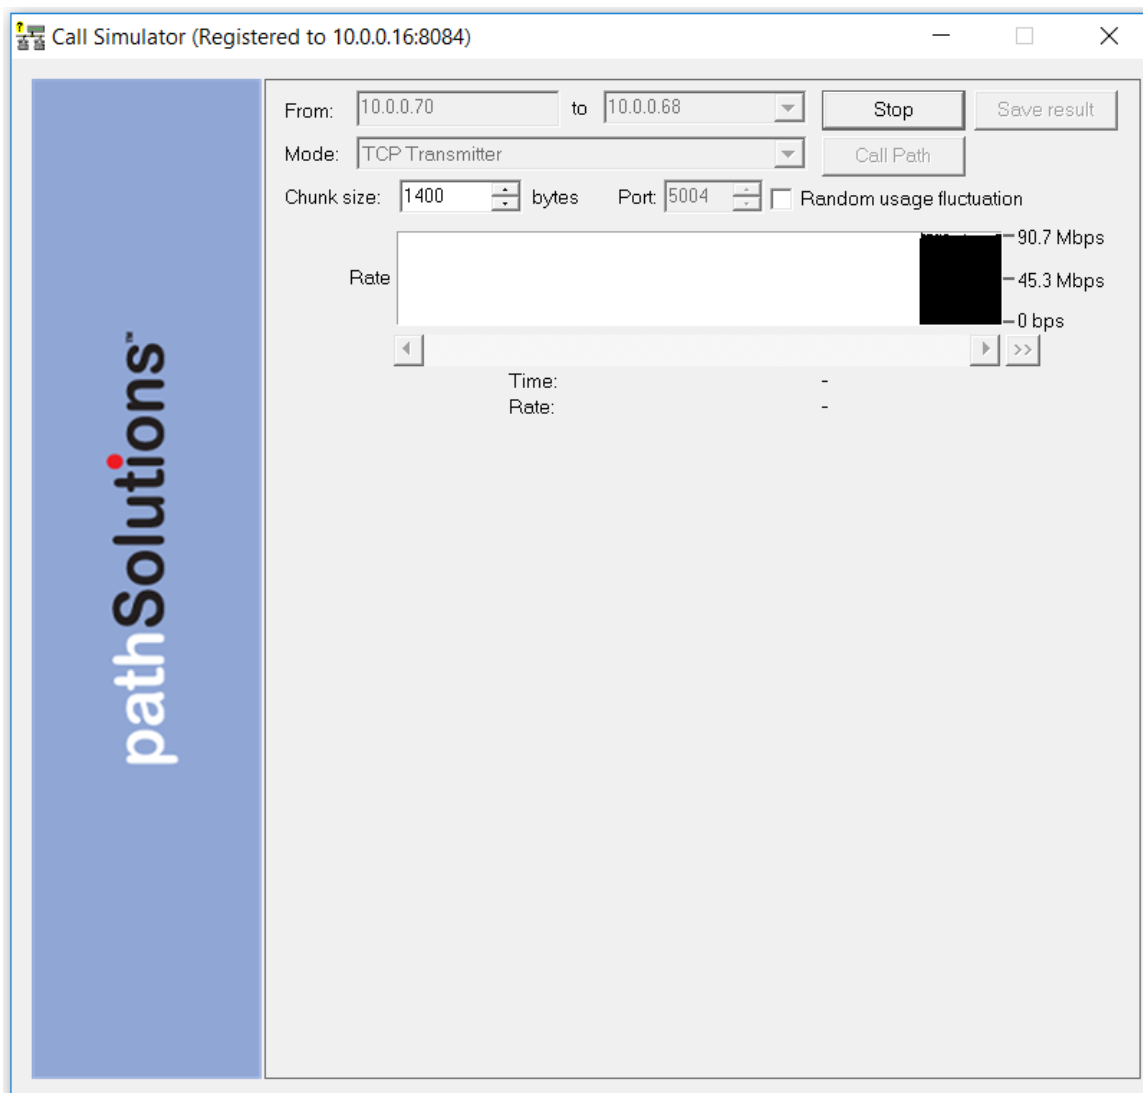 Call Simulator (Registered to 10.0.0.16:8084)
From: 10.0.0.70 to 10.0.0.68 Stop Save result
Mode: TCP Transmitter Call Path
Chunk size: 1400 bytes Port: 5004 Random usage fluctuation
90.7 Mbps
Rate 45.3 Mbps
0 bps
>>
Time: -
Rate: -
pathSolutions™